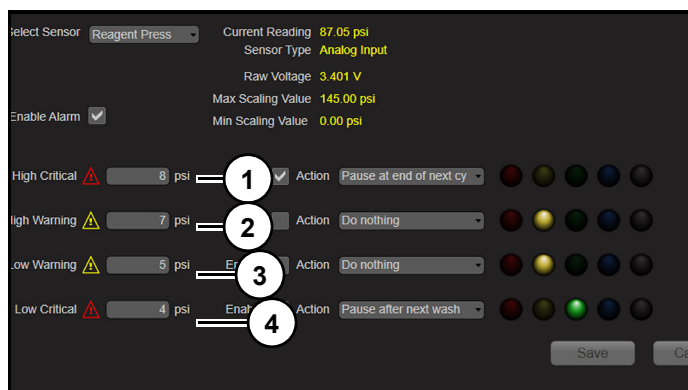 Select Sensor Reagent Press Current Reading 87.05 psi
Sensor Type Analog Input
Raw Voltage 3.401 V
Max Scaling Value 145.00 psi
Enable Alarm Min Scaling Value 0.00 psi
High Critical 8 psi 1 Action Pause at end of next cy
High Warning 7 psi 2 Action Do nothing
Low Warning 5 psi 3 Action Do nothing
Low Critical 4 psi 4 Action Pause after next wash
Save